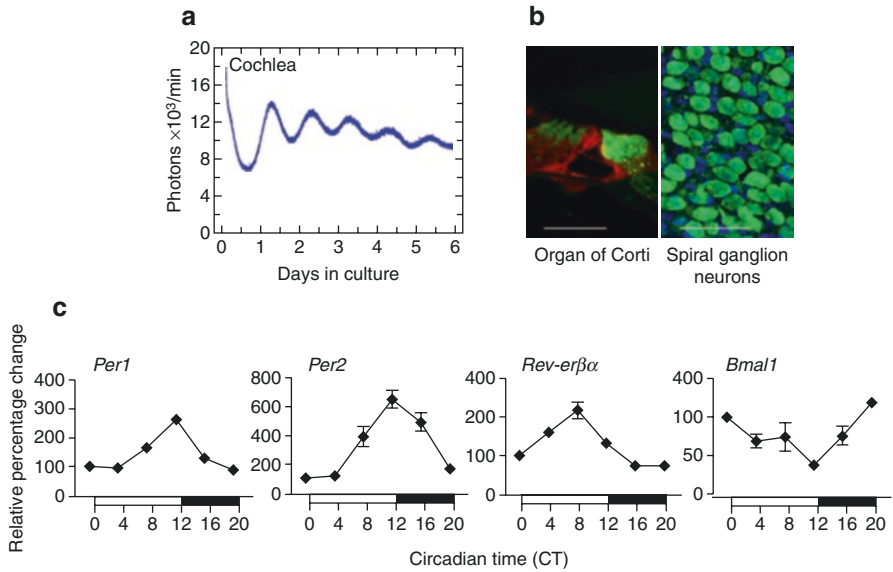 a
20
16
12
8
4
0
Photons ×10³/min
Cochlea
0 1 2 3 4 5 6
Days in culture
b
Organ of Corti
Spiral ganglion
neurons
c
Relative percentage change
Per1
400
300
200
100
0
0 4 8 12 16 20
Per2
800
600
400
200
0
0 4 8 12 16 20
Rev-erβα
400
200
100
0
0 4 8 12 16 20
Bmal1
400
100
50
0
0 4 8 12 16 20
Circadian time (CT)